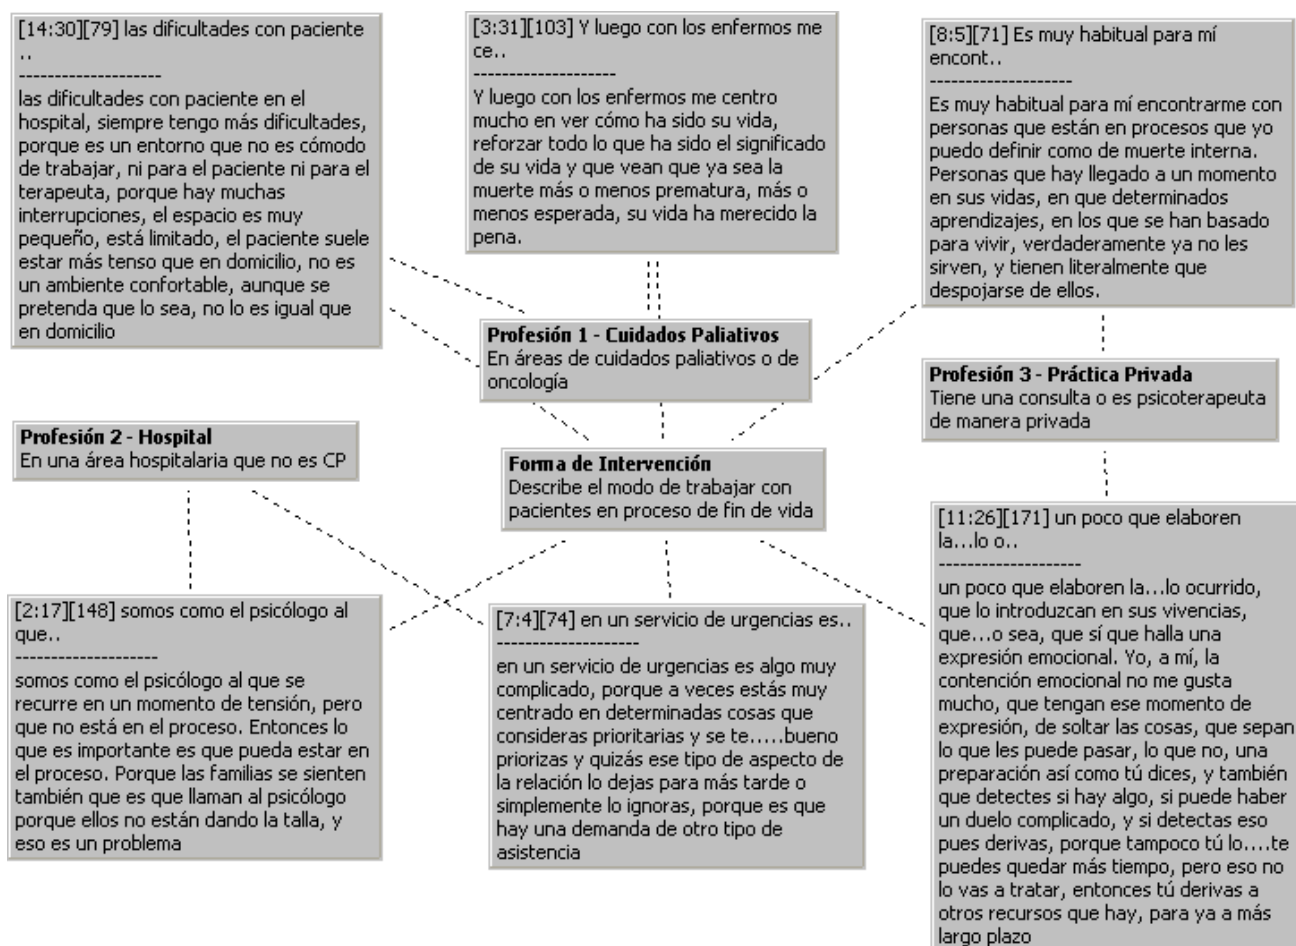 [14:30][79] las dificultades con paciente
..
--------------------
las dificultades con paciente en el
hospital, siempre tengo más dificultades,
porque es un entorno que no es cómodo
de trabajar, ni para el paciente ni para el
terapeuta, porque hay muchas
interrupciones, el espacio es muy
pequeño, está limitado, el paciente suele
estar más tenso que en domicilio, no es
un ambiente confortable, aunque se
pretenda que lo sea, no lo es igual que
en domicilio
[3:31][103] Y luego con los enfermos me
ce..
--------------------
Y luego con los enfermos me centro
mucho en ver cómo ha sido su vida,
reforzar todo lo que ha sido el significado
de su vida y que vean que ya sea la
muerte más o menos prematura, más o
menos esperada, su vida ha merecido la
pena.
[8:5][71] Es muy habitual para mí
encont..
--------------------
Es muy habitual para mí encontrarme con
personas que están en procesos que yo
puedo definir como de muerte interna.
Personas que hay llegado a un momento
en sus vidas, en que determinados
aprendizajes, en los que se han basado
para vivir, verdaderamente ya no les
sirven, y tienen literalmente que
despojarse de ellos.
Profesión 1 - Cuidados Paliativos
En áreas de cuidados paliativos o de
oncología
Profesión 3 - Práctica Privada
Tiene una consulta o es psicoterapeuta
de manera privada
Profesión 2 - Hospital
En una área hospitalaria que no es CP
Forma de Intervención
Describe el modo de trabajar con
pacientes en proceso de fin de vida
[2:17][148] somos como el psicólogo al
que..
--------------------
somos como el psicólogo al que se
recurre en un momento de tensión, pero
que no está en el proceso. Entonces lo
que es importante es que pueda estar en
el proceso. Porque las familias se sienten
también que es que llaman al psicólogo
porque ellos no están dando la talla, y
eso es un problema
[7:4][74] en un servicio de urgencias es..
--------------------
en un servicio de urgencias es algo muy
complicado, porque a veces estás muy
centrado en determinadas cosas que
consideras prioritarias y se te.....bueno
priorizas y quizás ese tipo de aspecto de
la relación lo dejas para más tarde o
simplemente lo ignoras, porque es que
hay una demanda de otro tipo de
asistencia
[11:26][171] un poco que elaboren
la...lo o..
--------------------
un poco que elaboren la...lo ocurrido,
que lo introduzcan en sus vivencias,
que...o sea, que sí que halla una
expresión emocional. Yo, a mí, la
contención emocional no me gusta
mucho, que tengan ese momento de
expresión, de soltar las cosas, que sepan
lo que les puede pasar, lo que no, una
preparación así como tú dices, y también
que detectes si hay algo, si puede haber
un duelo complicado, y si detectas eso
pues derivas, porque tampoco tú lo....te
puedes quedar más tiempo, pero eso no
lo vas a tratar, entonces tú derivas a
otros recursos que hay, para ya a más
largo plazo